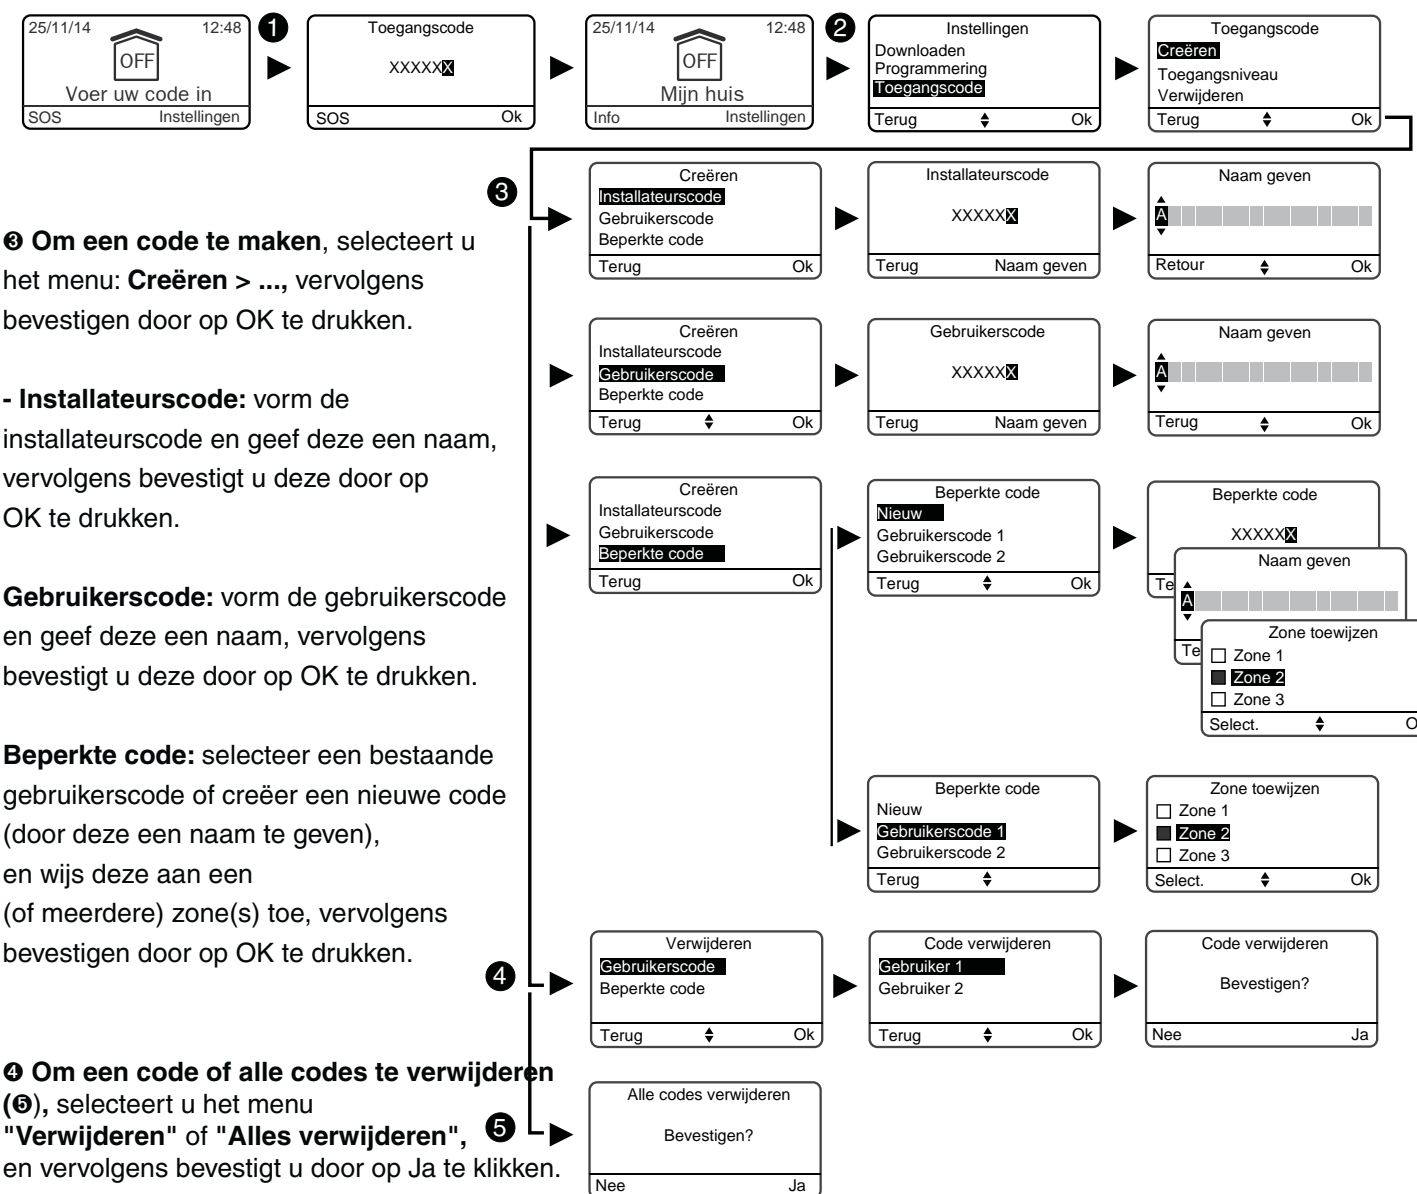 25/11/14 12:48
OFF
Voer uw code in
SOS Instellingen
❶
Toegangscode
XXXXXX
SOS Ok
25/11/14 12:48
OFF
Mijn huis
Info Instellingen
❷
Instellingen
Downloaden
Programmering
Toegangscode
Terug Ok
Toegangscode
Creëren
Toegangsniveau
Verwijderen
Terug Ok
❸ Om een code te maken, selecteert u
het menu: Creëren > ..., vervolgens
bevestigen door op OK te drukken.
- Installateurscode: vorm de
installateurscode en geef deze een naam,
vervolgens bevestigt u deze door op
OK te drukken.
Gebruikerscode: vorm de gebruikerscode
en geef deze een naam, vervolgens
bevestigt u deze door op OK te drukken.
Beperkte code: selecteer een bestaande
gebruikerscode of creëer een nieuwe code
(door deze een naam te geven),
en wijs deze aan een
(of meerdere) zone(s) toe, vervolgens
bevestigen door op OK te drukken.
❹ Om een code of alle codes te verwijderen
(❺), selecteert u het menu
"Verwijderen" of "Alles verwijderen",
en vervolgens bevestigt u door op Ja te klikken.
❸
Creëren
Installateurscode
Gebruikerscode
Beperkte code
Terug Ok
Installateurscode
XXXXXX
Terug Naam geven
Naam geven
A
Retour Ok
Creëren
Installateurscode
Gebruikerscode
Beperkte code
Terug Ok
Gebruikerscode
XXXXXX
Terug Naam geven
Naam geven
A
Terug Ok
Creëren
Installateurscode
Gebruikerscode
Beperkte code
Terug Ok
Beperkte code
Nieuw
Gebruikerscode 1
Gebruikerscode 2
Terug Ok
Beperkte code
XXXXXX
Te
Naam geven
A
Te
Zone toewijzen
Zone 1
Zone 2
Zone 3
Select. O
Beperkte code
Nieuw
Gebruikerscode 1
Gebruikerscode 2
Terug
Zone toewijzen
Zone 1
Zone 2
Zone 3
Select. Ok
❹
Verwijderen
Gebruikerscode
Beperkte code
Terug Ok
Code verwijderen
Gebruiker 1
Gebruiker 2
Terug Ok
Code verwijderen
Bevestigen?
Nee Ja
❺
Alle codes verwijderen
Bevestigen?
Nee Ja